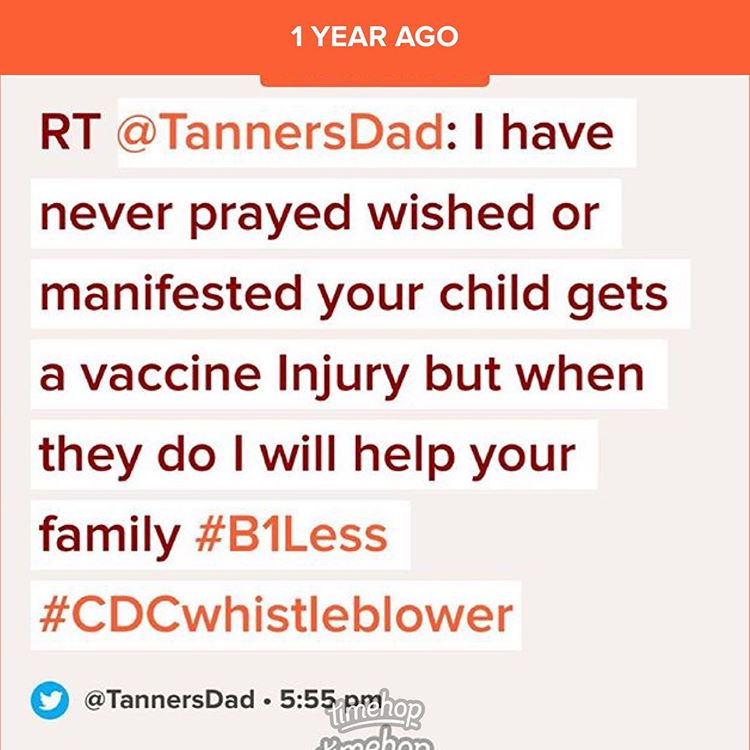 1 YEAR AGO
RT @TannersDad: I have
never prayed wished or
manifested your child gets
a vaccine Injury but when
they do I will help your
family #B1Less
#CDCwhistleblower
@TannersDad • 5:55 pm
timehop
timehop